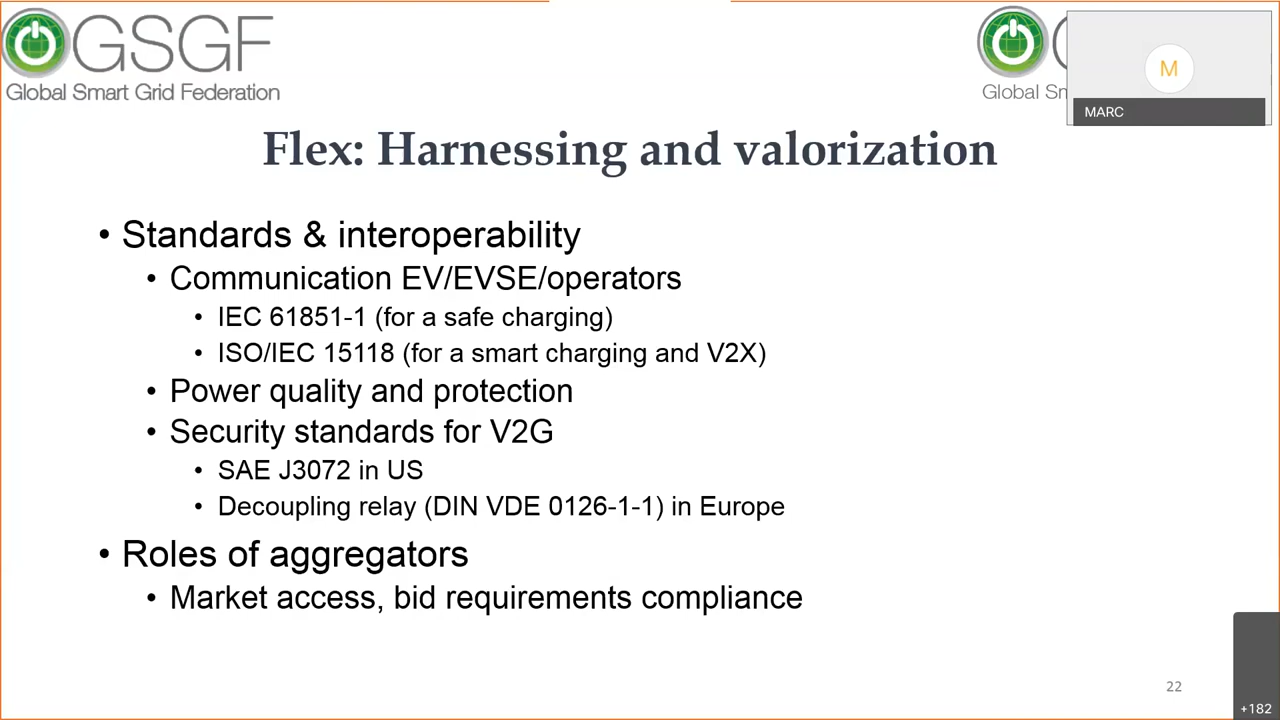 GSGF
Global Smart Grid Federation
G
Global Sm
M
MARC
Flex: Harnessing and valorization
• Standards & interoperability
• Communication EV/EVSE/operators
• IEC 61851-1 (for a safe charging)
• ISO/IEC 15118 (for a smart charging and V2X)
• Power quality and protection
• Security standards for V2G
• SAE J3072 in US
• Decoupling relay (DIN VDE 0126-1-1) in Europe
• Roles of aggregators
• Market access, bid requirements compliance
22
+182